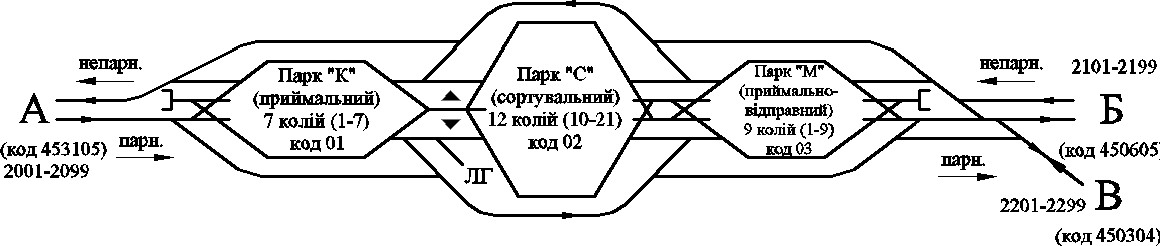 непарн.
А
(код 453105)
2001-2099
парн.
Парк "К"
(приймальний)
7 колій (1-7)
код 01
ЛГ
Парк "С"
(сортувальний)
12 колій (10-21)
код 02
Парк "М"
(приймально-
відправний)
9 колій (1-9)
код 03
непарн.
2101-2199
Б
(код 450605)
парн.
2201-2299
В
(код 450304)